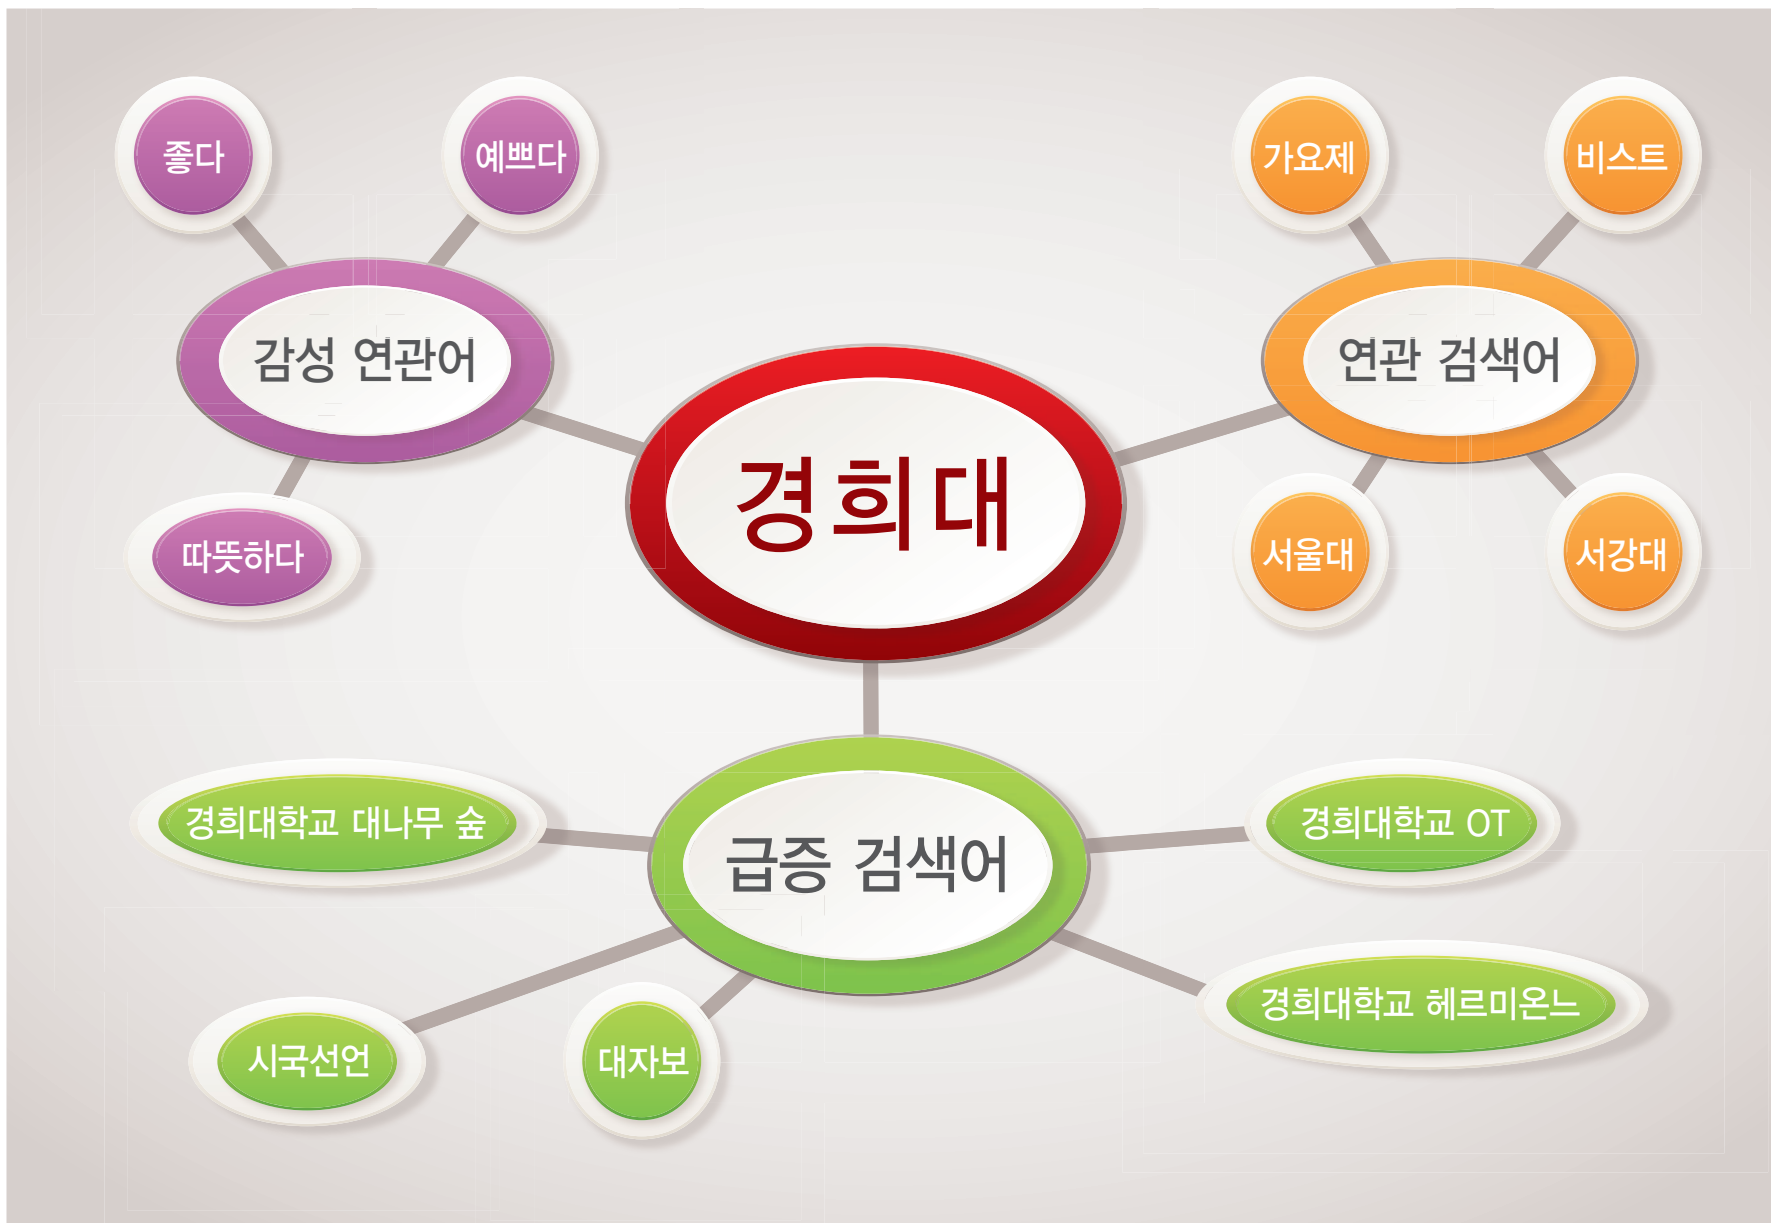 좋다
예쁘다
감성 연관어
따뜻하다
가요제
비스트
연관 검색어
서울대
서강대
경희대
급증 검색어
경희대학교 대나무 숲
시국선언
대자보
경희대학교 OT
경희대학교 헤르미온느